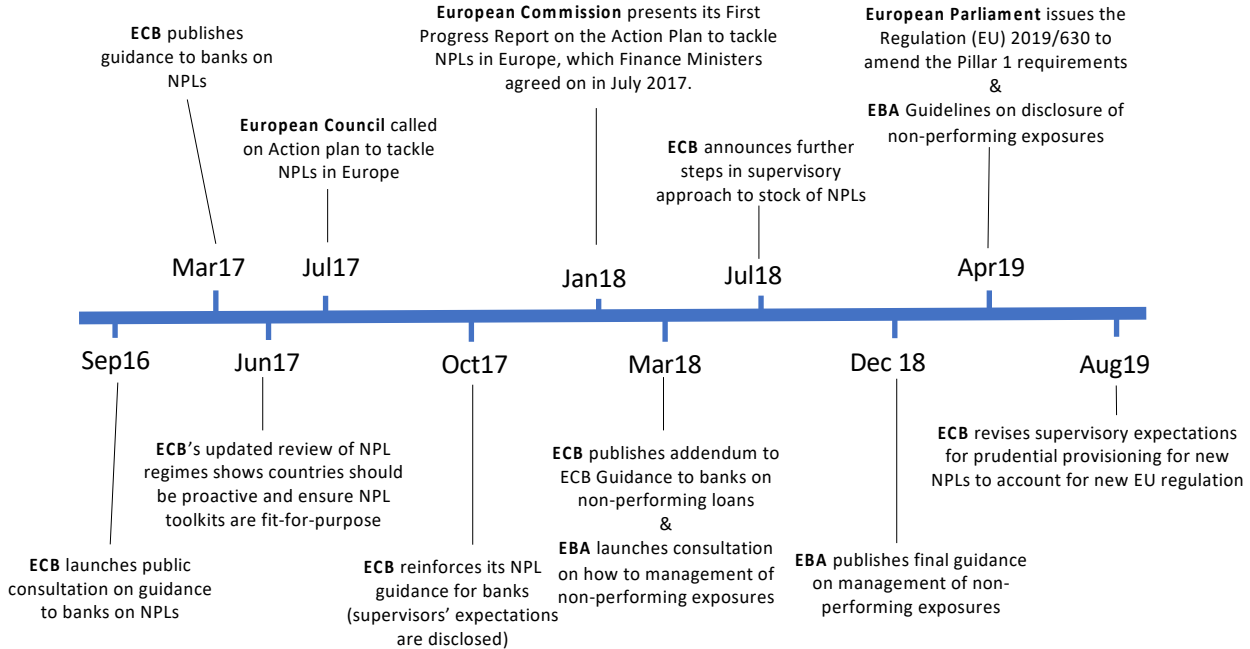 ECB publishes
guidance to banks on
NPLs
European Council called
on Action plan to tackle
NPLs in Europe
European Commission presents its First
Progress Report on the Action Plan to tackle
NPLs in Europe, which Finance Ministers
agreed on in July 2017.
ECB announces further
steps in supervisory
approach to stock of NPLs
European Parliament issues the
Regulation (EU) 2019/630 to
amend the Pillar 1 requirements
&
EBA Guidelines on disclosure of
non-performing exposures
Mar17
Jul17
Jan18
Jul18
Apr19
Sep16
Jun17
Oct17
Mar18
Dec 18
Aug19
ECB launches public
consultation on guidance
to banks on NPLs
ECB's updated review of NPL
regimes shows countries should
be proactive and ensure NPL
toolkits are fit-for-purpose
ECB reinforces its NPL
guidance for banks
(supervisors' expectations
are disclosed)
ECB publishes addendum to
ECB Guidance to banks on
non-performing loans
&
EBA launches consultation
on how to management of
non-performing exposures
EBA publishes final guidance
on management of non-
performing exposures
ECB revises supervisory expectations
for prudential provisioning for new
NPLs to account for new EU regulation